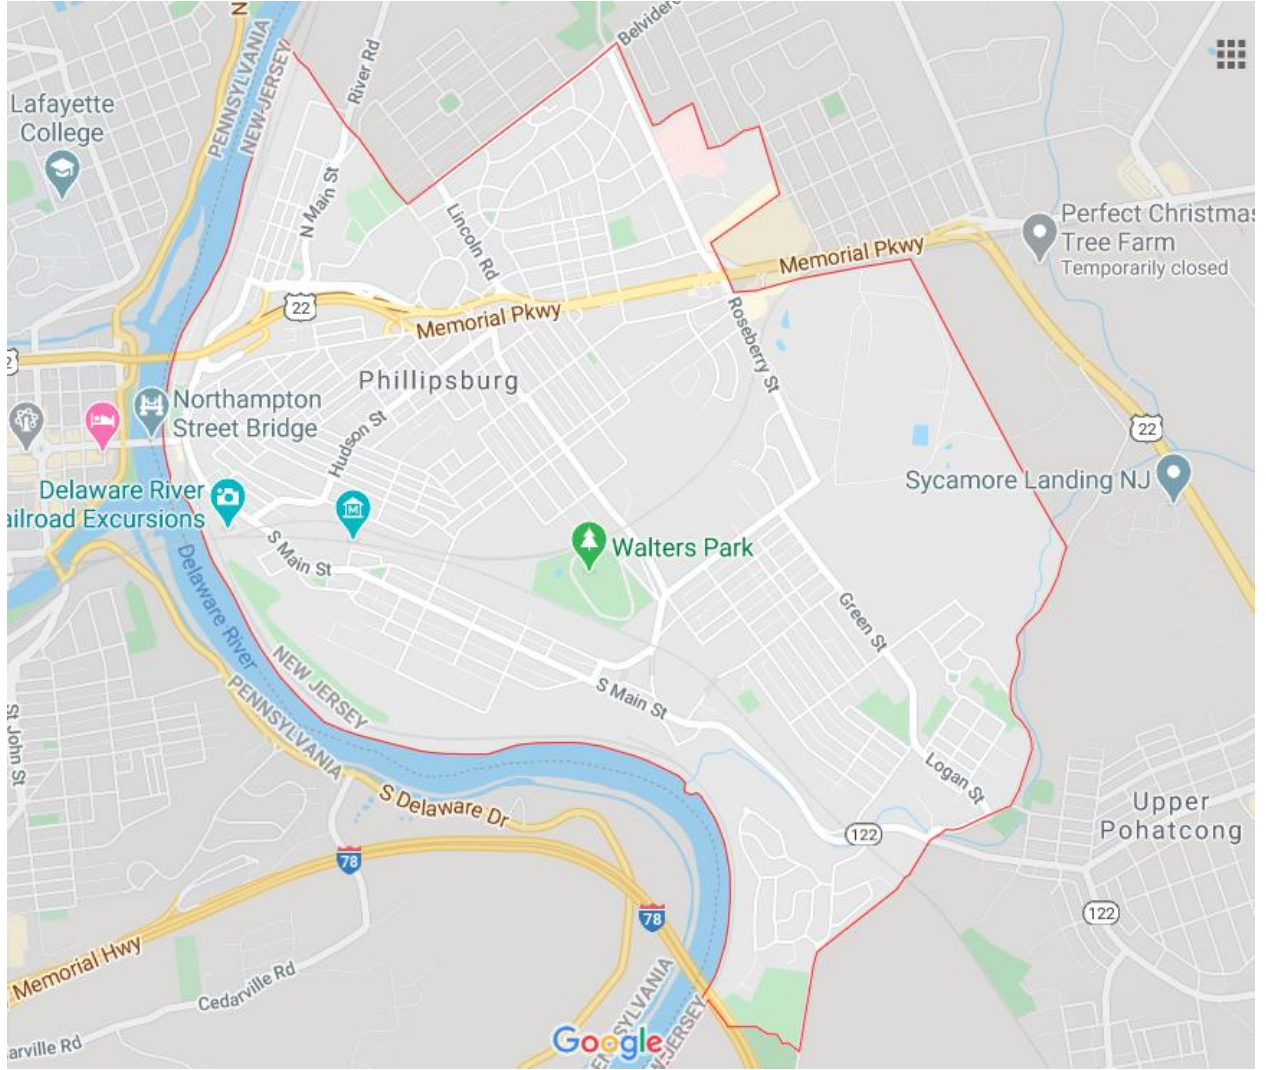 N
PENNSYLVANIA
NEW JERSEY
River Rd
Belvidere
Lafayette
College
N Main St
Lincoln Rd
Perfect Christmas
Tree Farm
Temporarily closed
Memorial Pkwy
22
Memorial Pkwy
Roseberry St
Phillipsburg
Northampton
Street Bridge
Hudson St
22
Sycamore Landing NJ
Delaware River
ailroad Excursions
M
S Main St
Walters Park
Delaware River
Green St
NEW JERSEY
PENNSYLVANIA
S Main St
St John St
Logan St
S Delaware Dr
Upper
Pohatcong
122
78
78
122
Memorial Hwy
Cedarville Rd
PENNSYLVANIA
W-JERSEY
Google
arville Rd